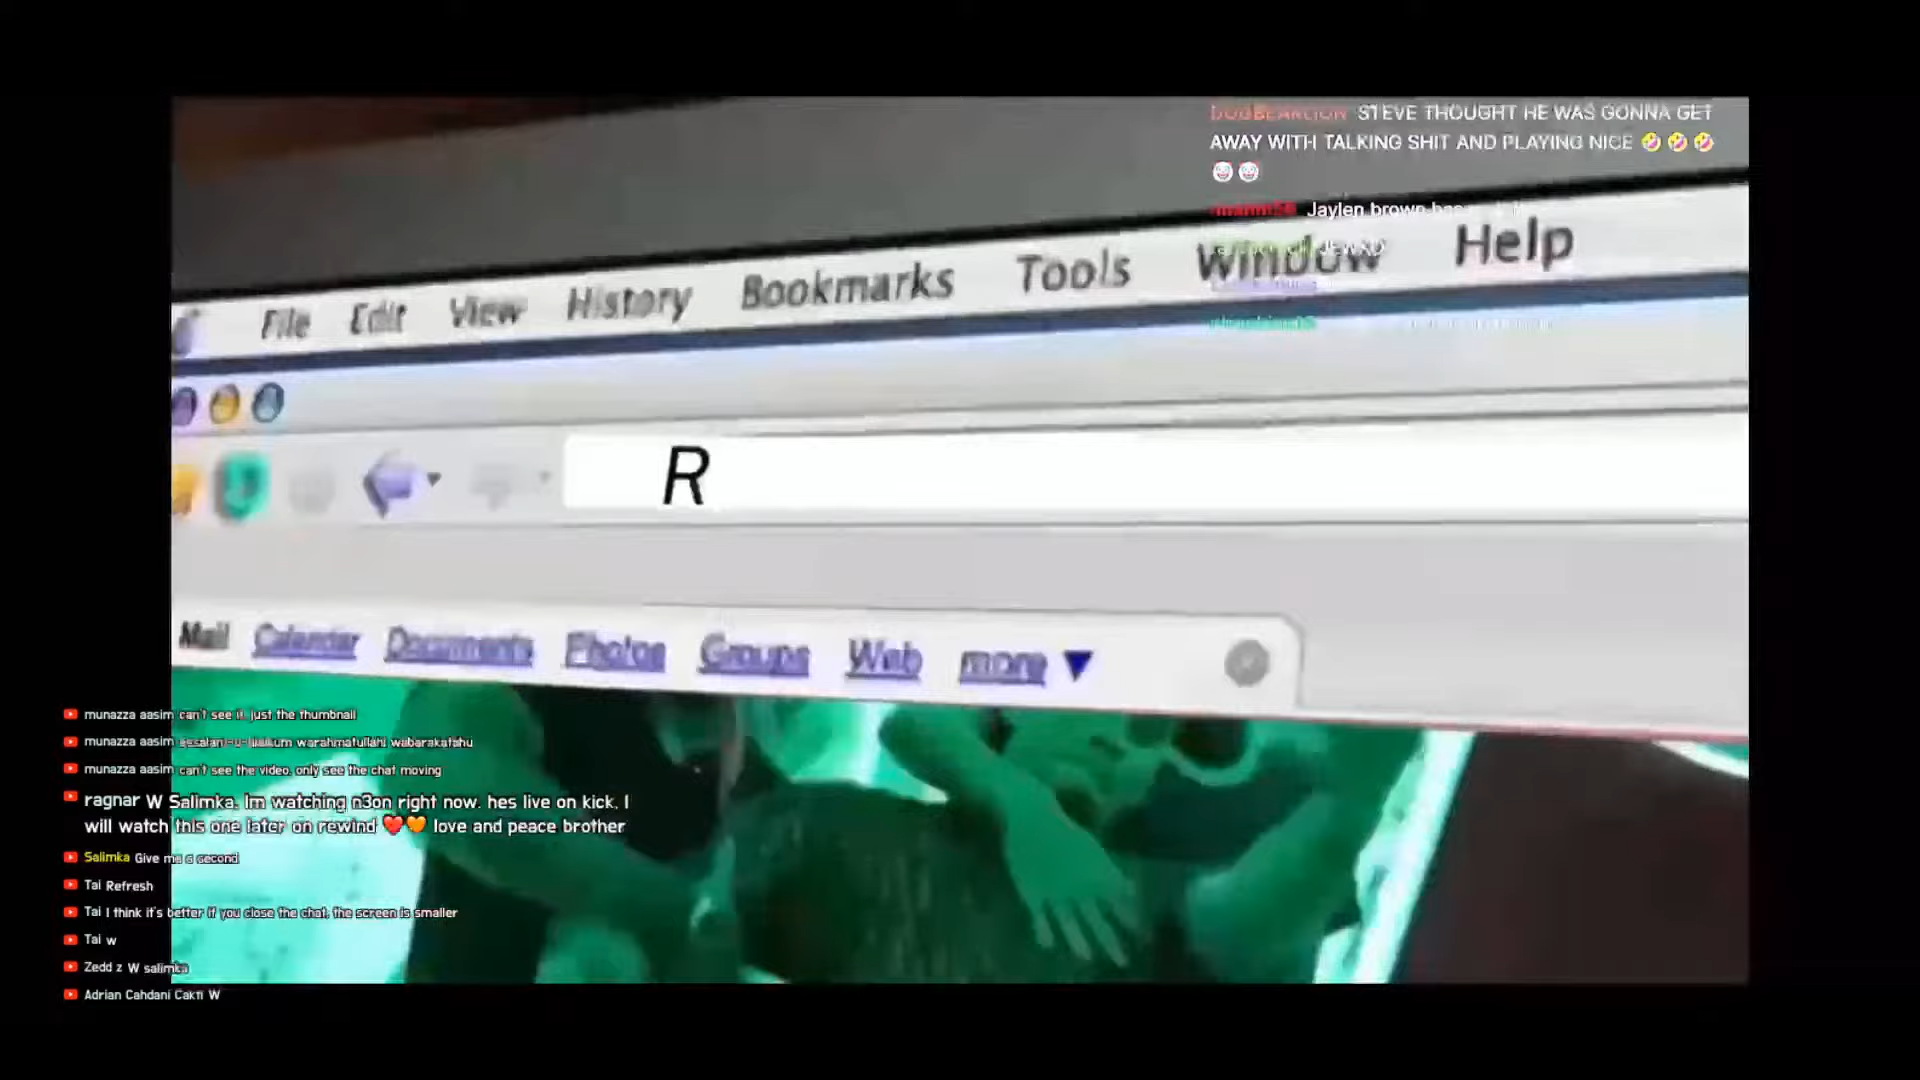 STEVE THOUGHT HE WAS GONNA GET
AWAY WITH TALKING SHIT AND PLAYING NICE 🤣 🤣 🤣
🤡 🤡
Jaylen brown
File Edit View History Bookmarks Tools Window Help
R
Mail Calendar Documents Photos Groups Web more ▼
munazza aasim can't see it, just the thumbnail
munazza aasim warahmatullahi wabarakatuhu
munazza aasim can't see the video, only see the chat moving
ragnar W Salimka. Im watching n3on right now. hes live on kick. I
will watch this one later on rewind ❤️🧡 love and peace brother
Salimka Give me a second
Tai Refresh
Tai I think it's better if you close the chat, the screen is smaller
Tai w
Zedd z W salimka
Adrian Cahdani Cakti W